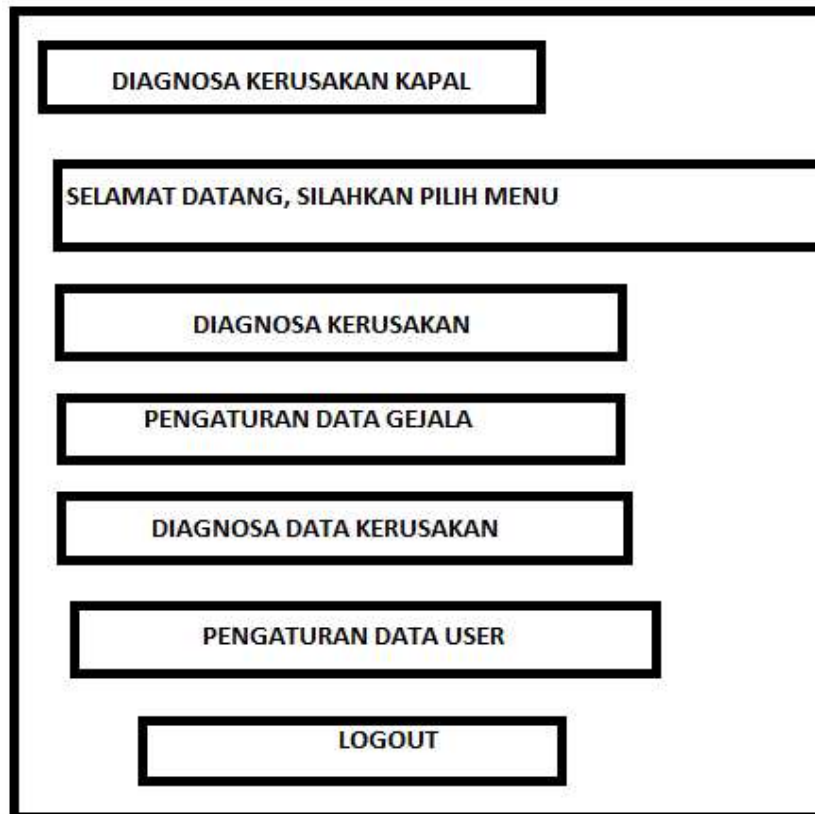 DIAGNOSA KERUSAKAN KAPAL
SELAMAT DATANG, SILAHKAN PILIH MENU
DIAGNOSA KERUSAKAN
PENGATURAN DATA GEJALA
DIAGNOSA DATA KERUSAKAN
PENGATURAN DATA USER
LOGOUT